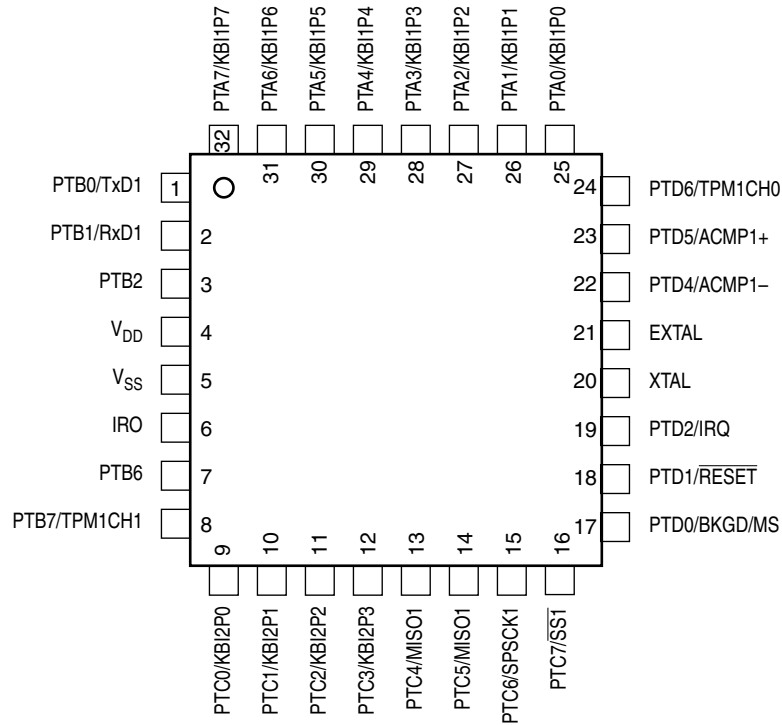 PTA7/KBI1P7
PTA6/KBI1P6
PTA5/KBI1P5
PTA4/KBI1P4
PTA3/KBI1P3
PTA2/KBI1P2
PTA1/KBI1P1
PTA0/KBI1P0
32
31
30
29
28
27
26
25
PTB0/TxD1
1
24
PTD6/TPM1CH0
PTB1/RxD1
2
23
PTD5/ACMP1+
PTB2
3
22
PTD4/ACMP1–
VDD
4
21
EXTAL
VSS
5
20
XTAL
IRO
6
19
PTD2/IRQ
PTB6
7
18
PTD1/RESET
PTB7/TPM1CH1
8
17
PTD0/BKGD/MS
9
10
11
12
13
14
15
16
PTC0/KBI2P0
PTC1/KBI2P1
PTC2/KBI2P2
PTC3/KBI2P3
PTC4/MISO1
PTC5/MISO1
PTC6/SPSCK1
PTC7/SS1